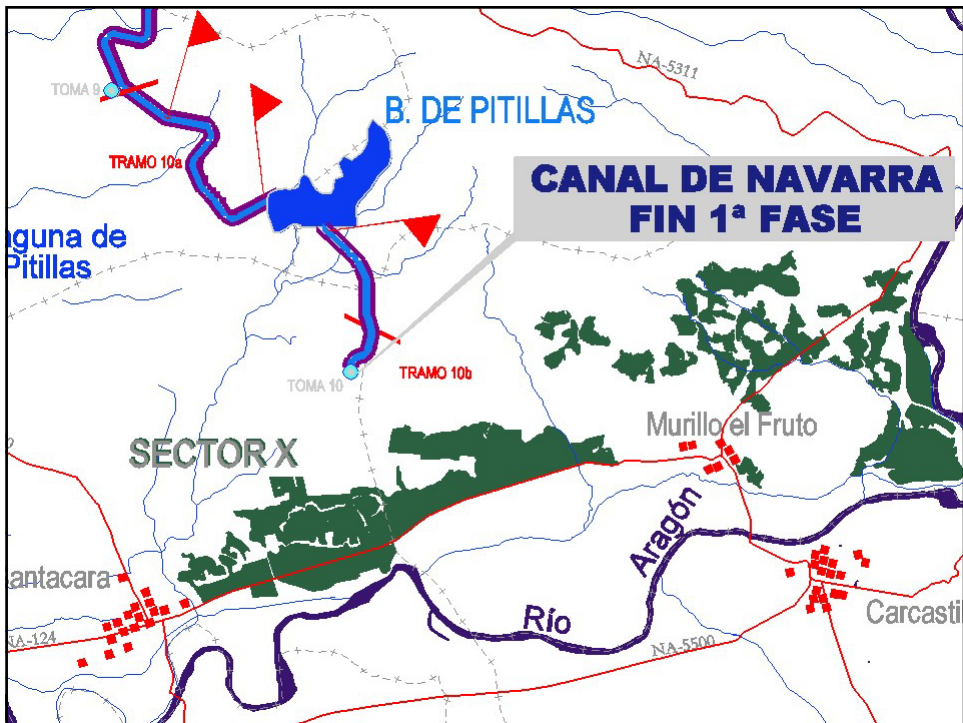 NA-5311
TOMA 9
B. DE PITILLAS
TRAMO 10a
CANAL DE NAVARRA
FIN 1ª FASE
aguna de
Pitillas
TOMA 10
TRAMO 10b
Murillo el Fruto
SECTOR X
Aragón
antacara
Río
Carcasti
NA-124
NA-5500